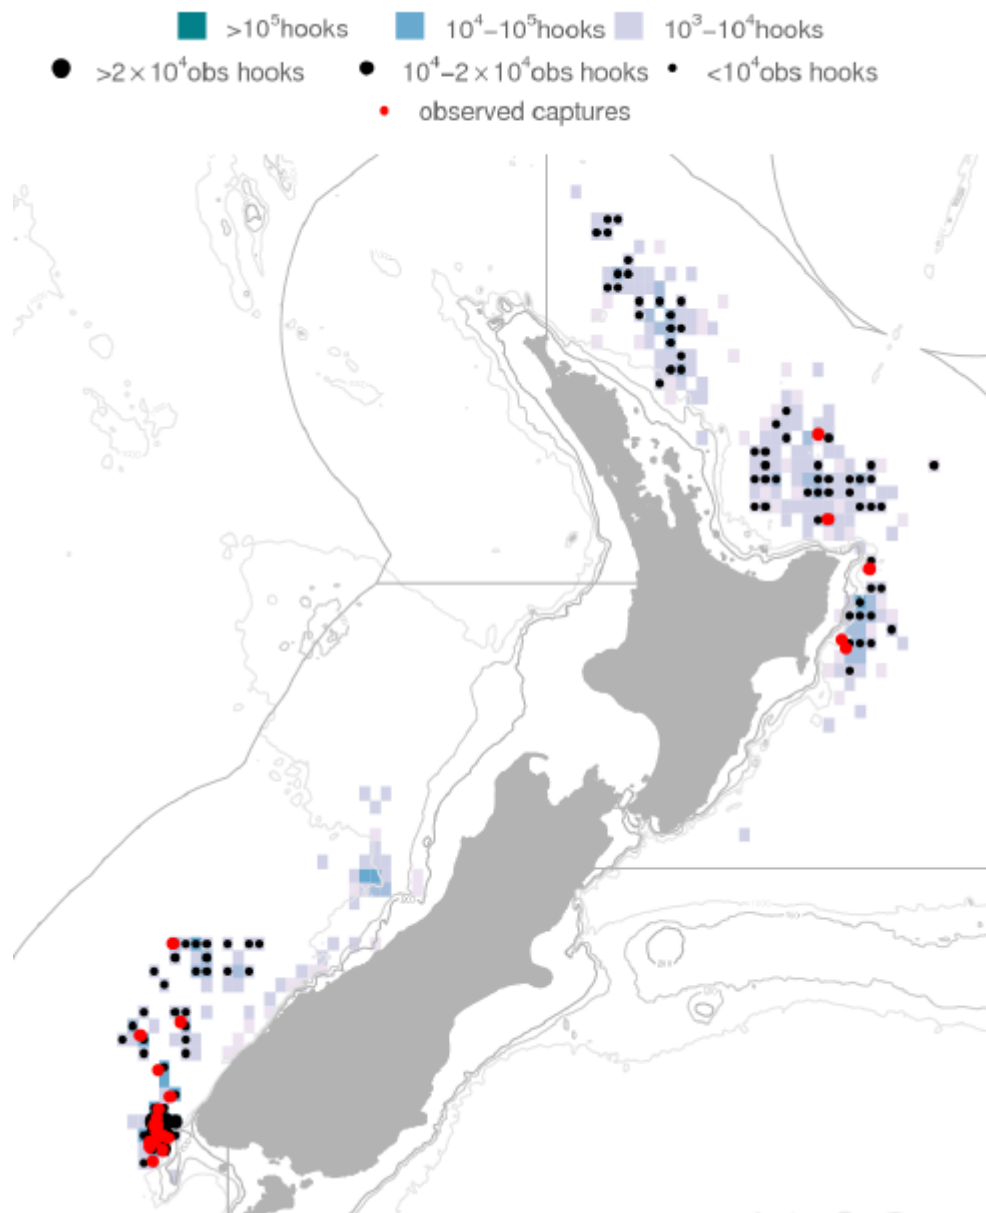 >10⁵hooks 10⁴–10⁵hooks 10³–10⁴hooks
>2×10⁴obs hooks 10⁴–2×10⁴obs hooks <10⁴obs hooks
observed captures